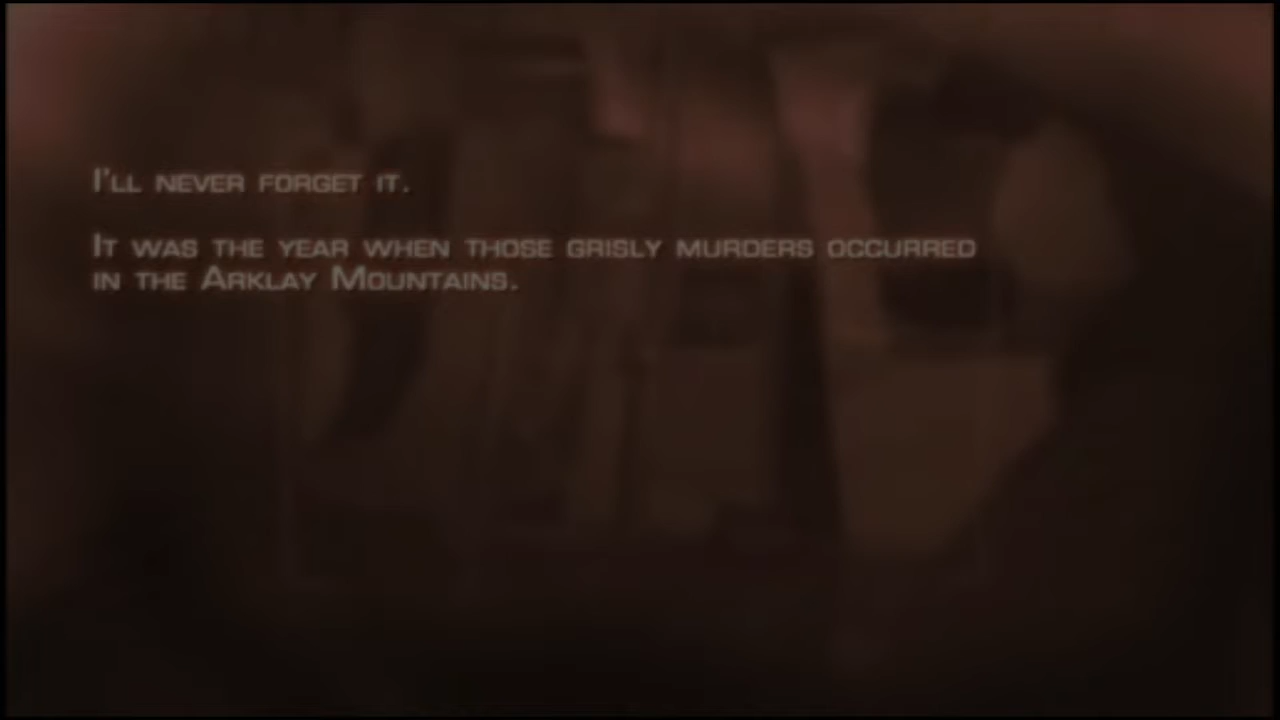 I'll never forget it.
It was the year when those grisly murders occurred
in the Arklay Mountains.